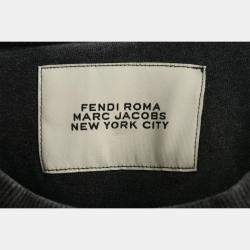 FENDI ROMA
MARC JACOBS
NEW YORK CITY